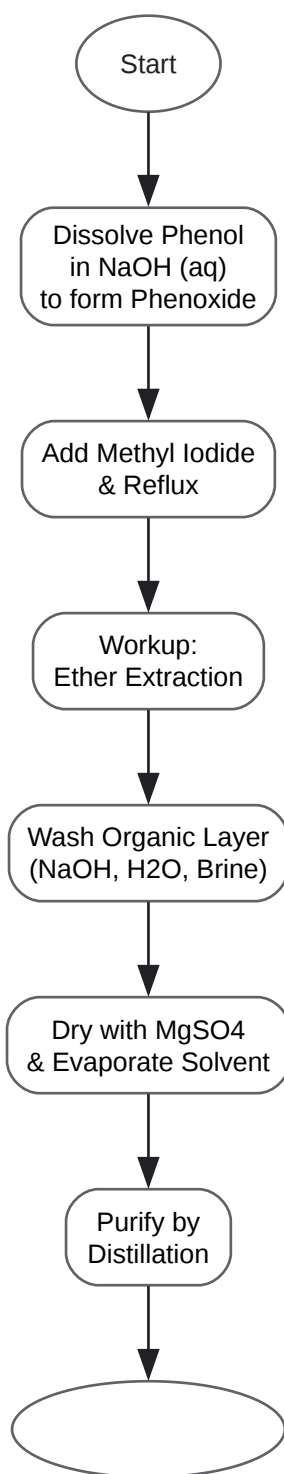 Start
Dissolve Phenol
in NaOH (aq)
to form Phenoxide
Add Methyl Iodide
& Reflux
Workup:
Ether Extraction
Wash Organic Layer
(NaOH, H2O, Brine)
Dry with MgSO4
& Evaporate Solvent
Purify by
Distillation